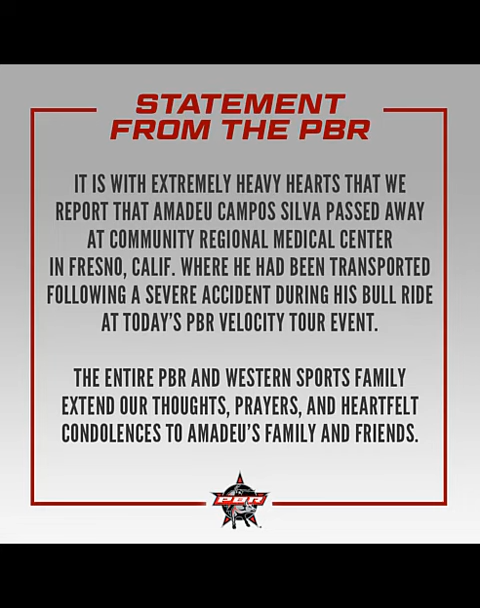 STATEMENT
FROM THE PBR
IT IS WITH EXTREMELY HEAVY HEARTS THAT WE
REPORT THAT AMADEU CAMPOS SILVA PASSED AWAY
AT COMMUNITY REGIONAL MEDICAL CENTER
IN FRESNO, CALIF. WHERE HE HAD BEEN TRANSPORTED
FOLLOWING A SEVERE ACCIDENT DURING HIS BULL RIDE
AT TODAY'S PBR VELOCITY TOUR EVENT.
THE ENTIRE PBR AND WESTERN SPORTS FAMILY
EXTEND OUR THOUGHTS, PRAYERS, AND HEARTFELT
CONDOLENCES TO AMADEU'S FAMILY AND FRIENDS.
PBR